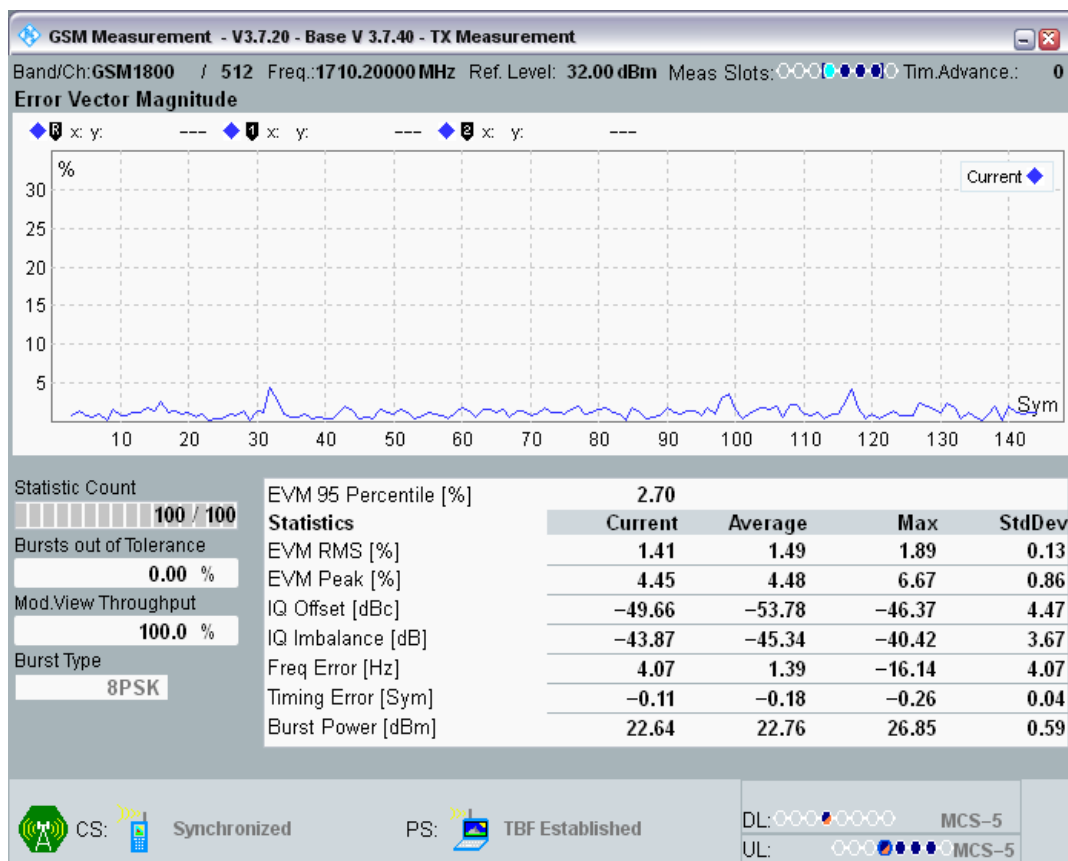 GSM Measurement - V3.7.20 - Base V 3.7.40 - TX Measurement
Band/Ch:GSM1800 / 512 Freq.:1710.20000 MHz Ref. Level: 32.00 dBm Meas Slots: Tim.Advance.: 0
Error Vector Magnitude
R x: y: --- 1 x: y: --- 2 x: y: ---
%
Current
30
25
20
15
10
5
Sym
10 20 30 40 50 60 70 80 90 100 110 120 130 140
Statistic Count
100 / 100
Bursts out of Tolerance
0.00 %
Mod.View Throughput
100.0 %
Burst Type
8PSK
EVM 95 Percentile [%] 2.70
Statistics Current Average Max StdDev
EVM RMS [%] 1.41 1.49 1.89 0.13
EVM Peak [%] 4.45 4.48 6.67 0.86
IQ Offset [dBc] −49.66 −53.78 −46.37 4.47
IQ Imbalance [dB] −43.87 −45.34 −40.42 3.67
Freq Error [Hz] 4.07 1.39 −16.14 4.07
Timing Error [Sym] −0.11 −0.18 −0.26 0.04
Burst Power [dBm] 22.64 22.76 26.85 0.59
CS: Synchronized PS: TBF Established
DL: MCS−5
UL: MCS−5